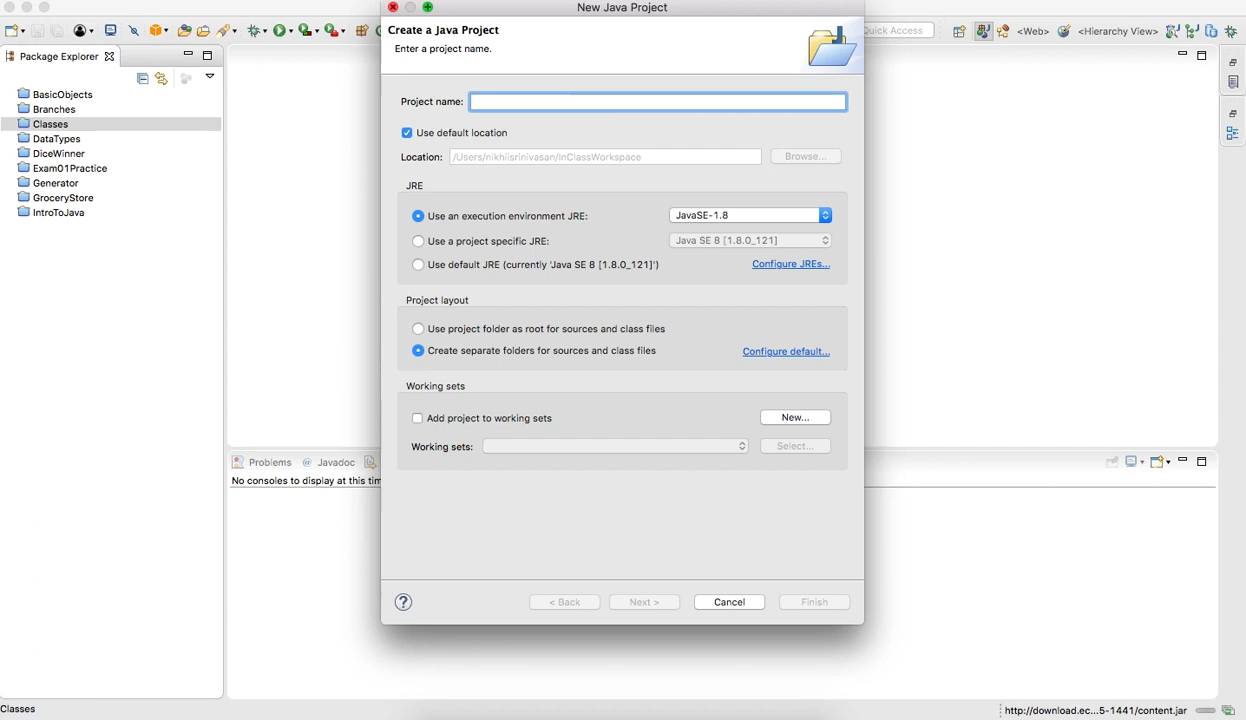 New Java Project
Create a Java Project
Enter a project name.
Quick Access
<Web>
<Hierarchy View>
Package Explorer
BasicObjects
Branches
Classes
DataTypes
DiceWinner
Exam01Practice
Generator
GroceryStore
IntroToJava
Project name:
Use default location
Location:
/Users/nikhilsrinivasan/InClassWorkspace
Browse...
JRE
Use an execution environment JRE:
JavaSE-1.8
Use a project specific JRE:
Java SE 8 [1.8.0_121]
Use default JRE (currently 'Java SE 8 [1.8.0_121]')
Configure JREs...
Project layout
Use project folder as root for sources and class files
Create separate folders for sources and class files
Configure default...
Working sets
Add project to working sets
New...
Working sets:
Select...
Problems
@ Javadoc
No consoles to display at this tim
?
< Back
Next >
Cancel
Finish
Classes
http://download.ec...5-1441/content.jar